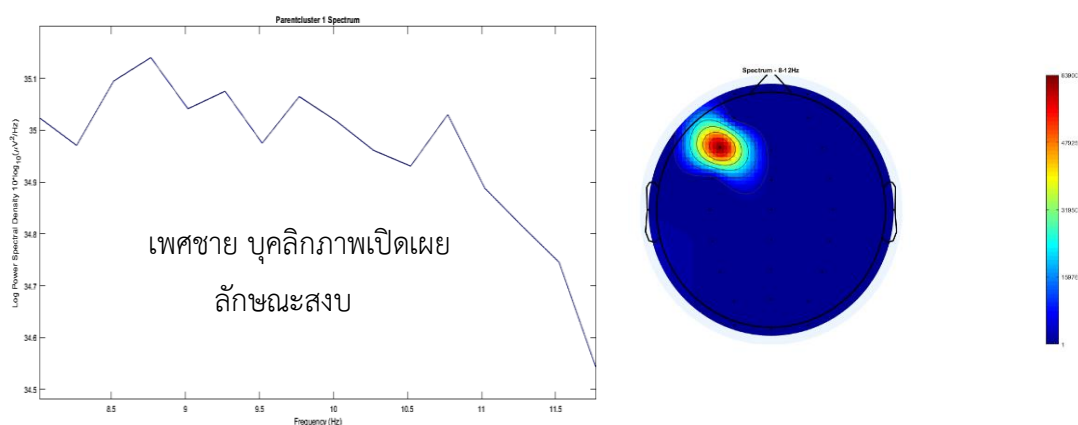 Parentcluster 1 Spectrum
35.1
35
34.9
34.8
34.7
34.6
34.5
Log Power Spectral Density 10*log₁₀(μV²/Hz)
เพศชาย บุคลิกภาพเปิดเผย
ลักษณะสงบ
8.5 9 9.5 10 10.5 11 11.5
Frequency (Hz)
Spectrum - 8-12Hz
63900
47925
31950
15976
1